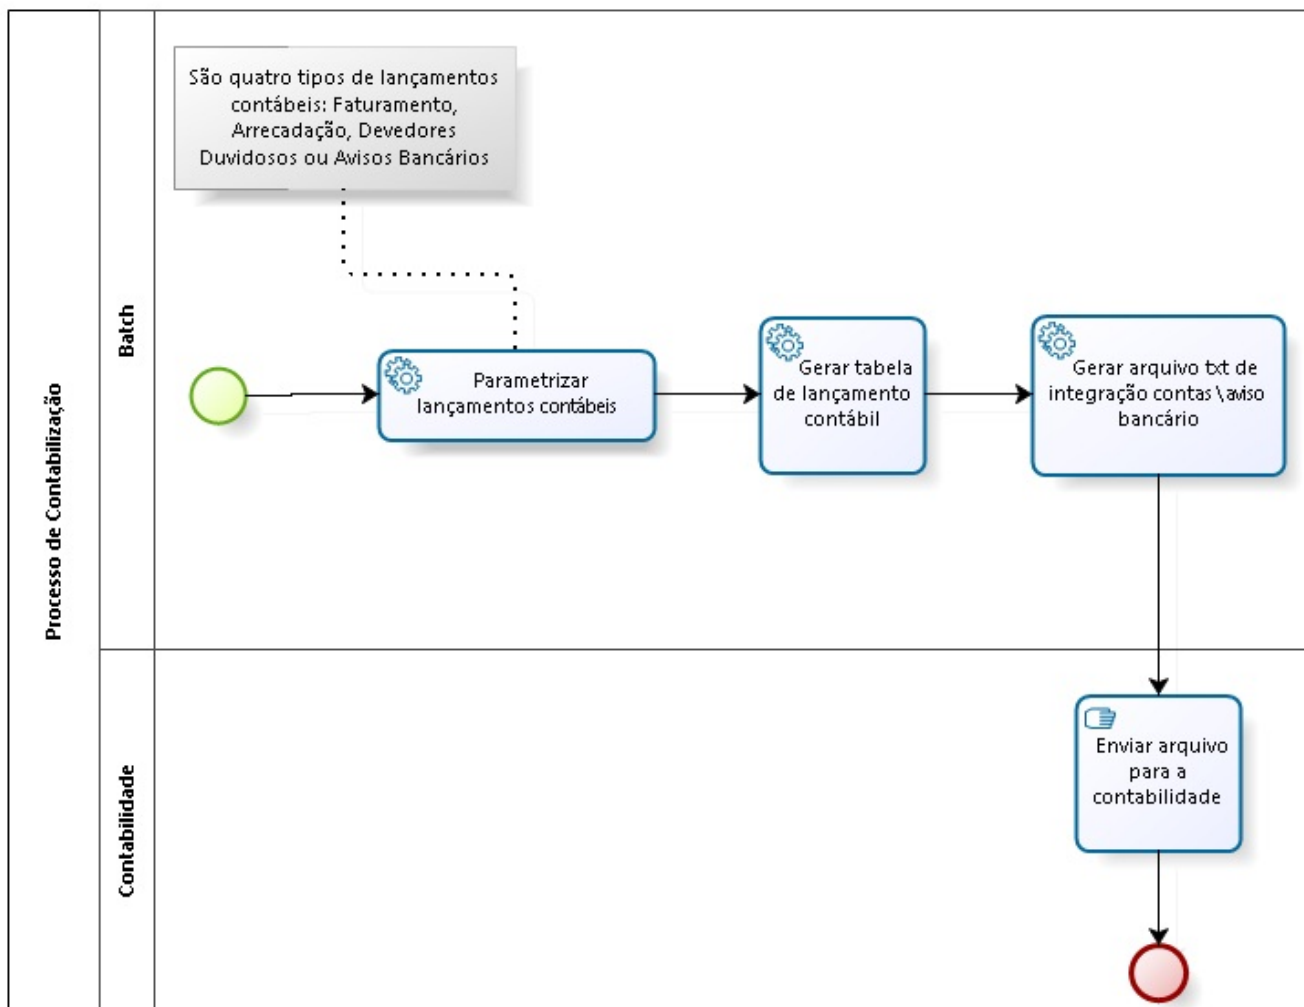 Processo de Contabilização
Batch
São quatro tipos de lançamentos
contábeis: Faturamento,
Arrecadação, Devedores
Duvidosos ou Avisos Bancários
Parametrizar
lançamentos contábeis
Gerar tabela
de lançamento
contábil
Gerar arquivo txt de
integração contas \aviso
bancário
Contabilidade
Enviar arquivo
para a
contabilidade